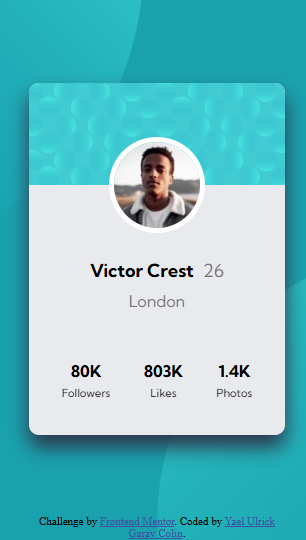 Victor Crest 26
London
80K 803K 1.4K
Followers Likes Photos
Challenge by Frontend Mentor. Coded by Yael Ulrick
Garay Colin.